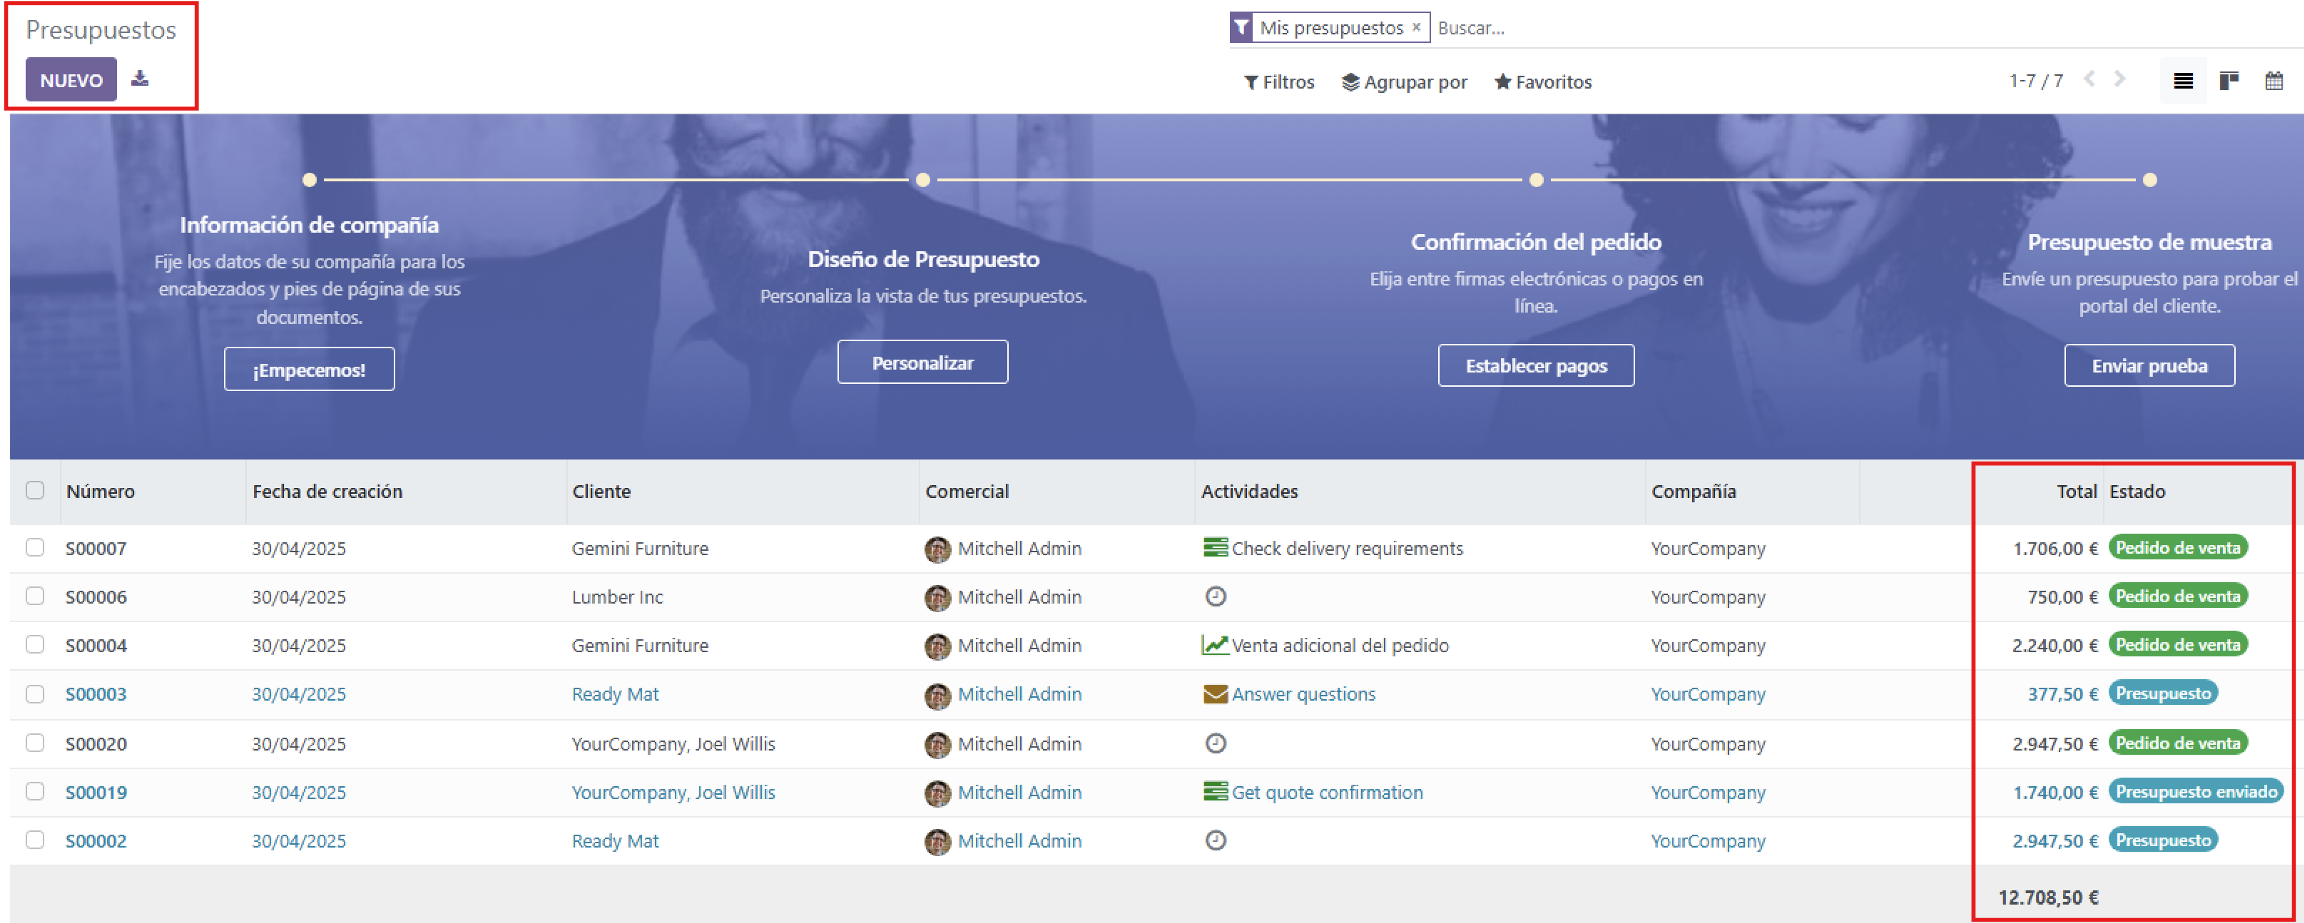 Presupuestos
Mis presupuestos × Buscar...
NUEVO
Filtros Agrupar por Favoritos 1-7 / 7
Información de compañía
Fije los datos de su compañía para los
encabezados y pies de página de sus
documentos.
¡Empecemos!
Diseño de Presupuesto
Personaliza la vista de tus presupuestos.
Personalizar
Confirmación del pedido
Elija entre firmas electrónicas o pagos en
línea.
Establecer pagos
Presupuesto de muestra
Envíe un presupuesto para probar el
portal del cliente.
Enviar prueba
Número Fecha de creación Cliente Comercial Actividades Compañía Total Estado
S00007 30/04/2025 Gemini Furniture Mitchell Admin Check delivery requirements YourCompany 1.706,00 € Pedido de venta
S00006 30/04/2025 Lumber Inc Mitchell Admin YourCompany 750,00 € Pedido de venta
S00004 30/04/2025 Gemini Furniture Mitchell Admin Venta adicional del pedido YourCompany 2.240,00 € Pedido de venta
S00003 30/04/2025 Ready Mat Mitchell Admin Answer questions YourCompany 377,50 € Presupuesto
S00020 30/04/2025 YourCompany, Joel Willis Mitchell Admin YourCompany 2.947,50 € Pedido de venta
S00019 30/04/2025 YourCompany, Joel Willis Mitchell Admin Get quote confirmation YourCompany 1.740,00 € Presupuesto enviado
S00002 30/04/2025 Ready Mat Mitchell Admin YourCompany 2.947,50 € Presupuesto
12.708,50 €